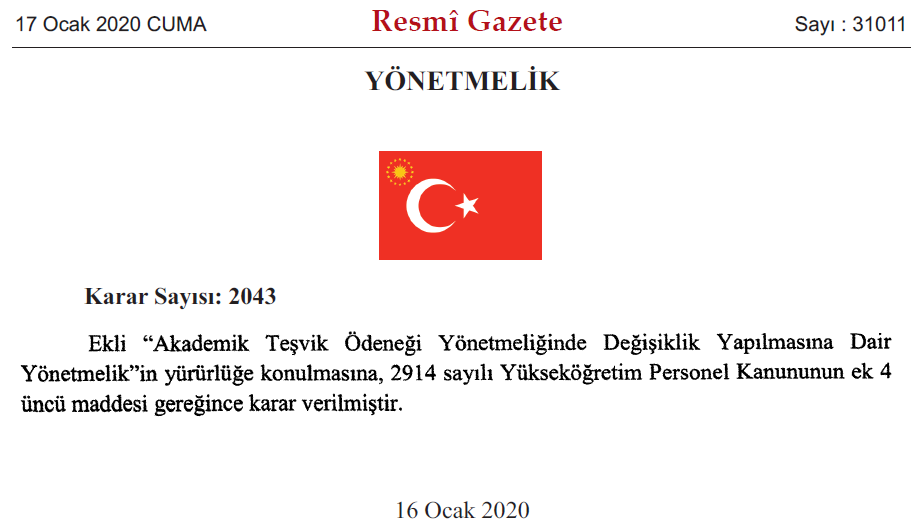 17 Ocak 2020 CUMA Resmî Gazete Sayı : 31011
YÖNETMELİK
Karar Sayısı: 2043
Ekli “Akademik Teşvik Ödeneği Yönetmeliğinde Değişiklik Yapılmasına Dair
Yönetmelik”in yürürlüğe konulmasına, 2914 sayılı Yükseköğretim Personel Kanununun ek 4
üncü maddesi gereğince karar verilmiştir.
16 Ocak 2020